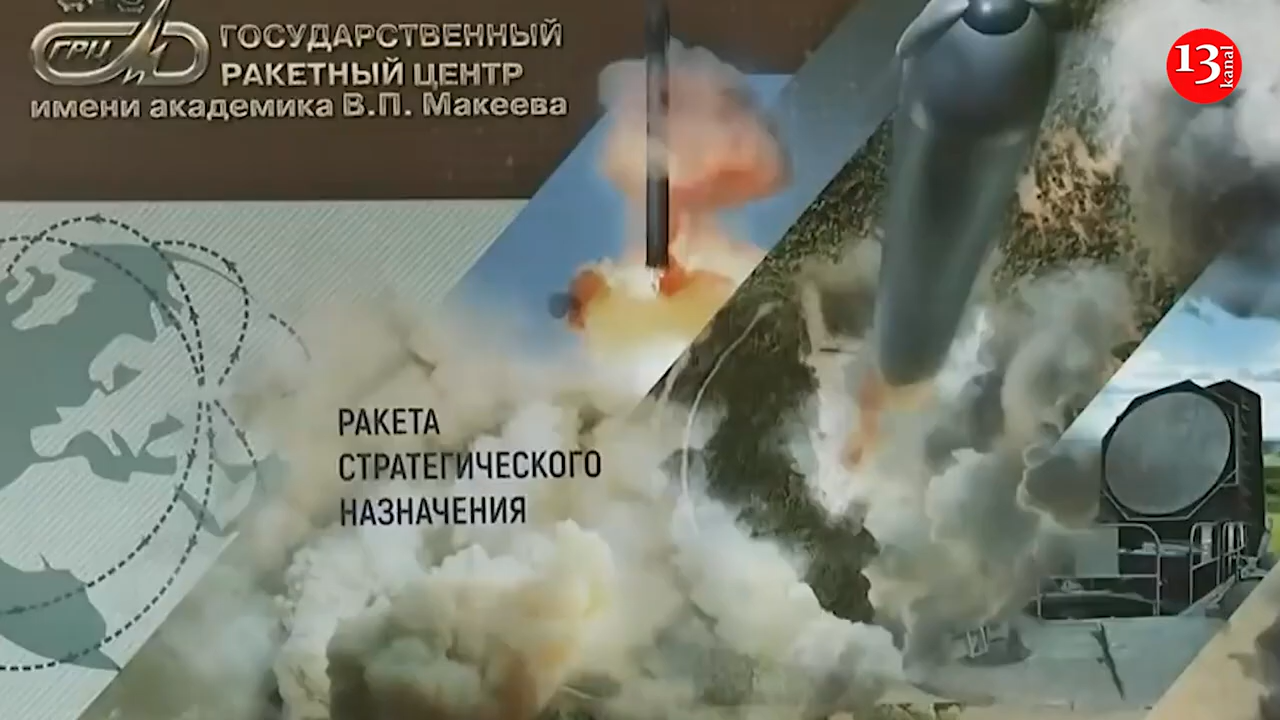 ГРЦ
ГОСУДАРСТВЕННЫЙ
РАКЕТНЫЙ ЦЕНТР
имени академика В.П. Макеева
13
kanal
РАКЕТА
СТРАТЕГИЧЕСКОГО
НАЗНАЧЕНИЯ